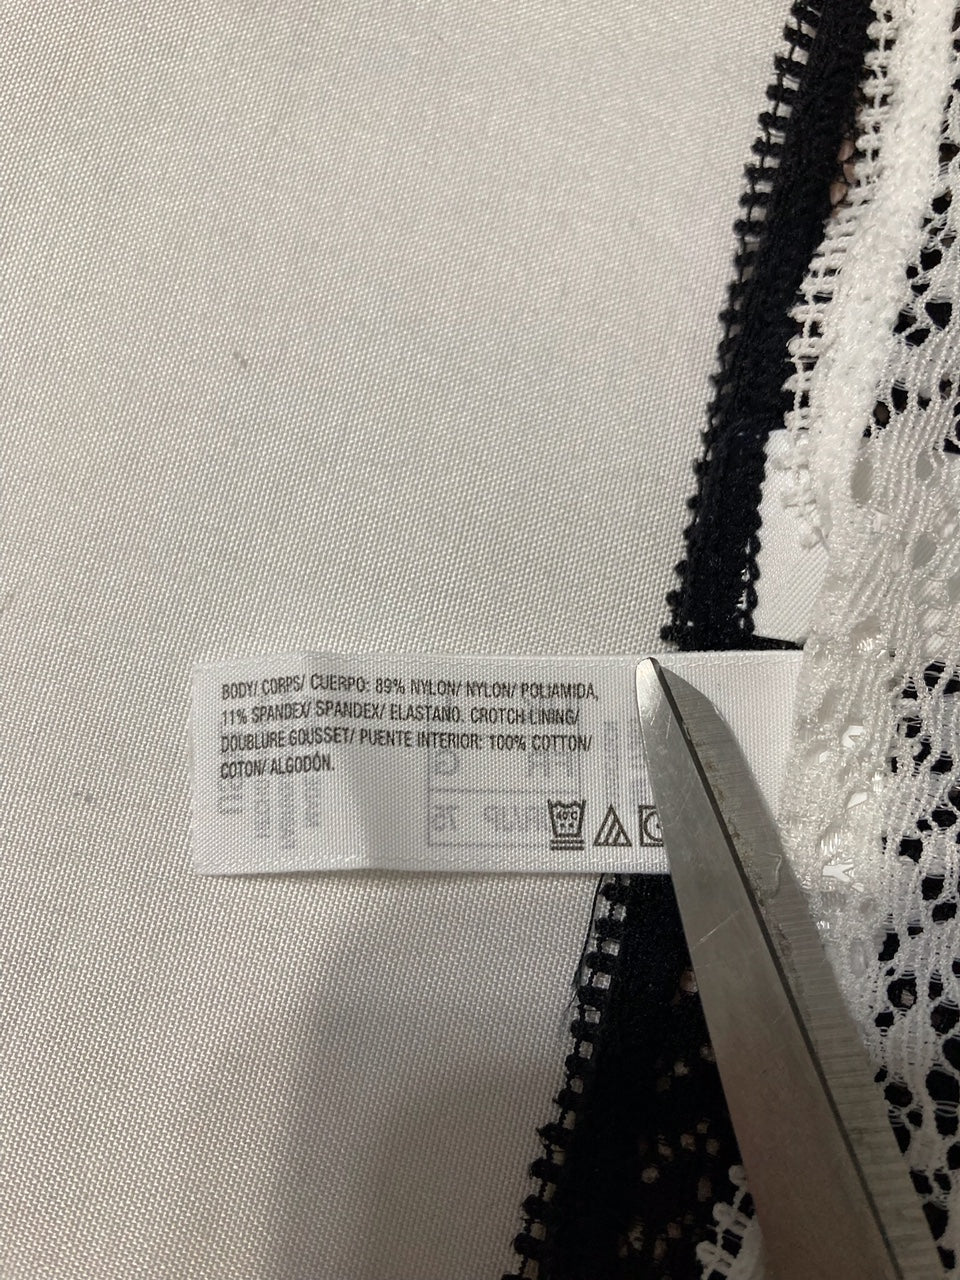 BODY/ CORPS/ CUERPO: 89% NYLON/ NYLON/ POLIAMIDA,
11% SPANDEX/ SPANDEX/ ELASTANO. CROTCH LINING/
DOUBLURE GOUSSET/ PUENTE INTERIOR: 100% COTTON/
COTON/ ALGODÓN.
40°C